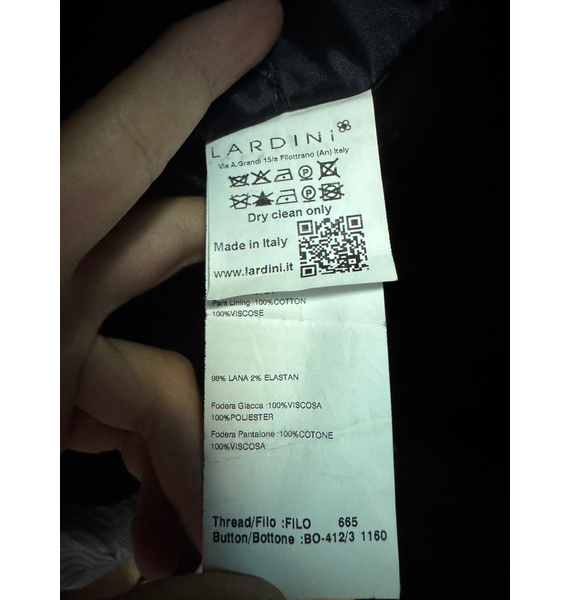 LARDINi
Via A.Grandi 15/a Filottrano (An) Italy
Dry clean only
Made in Italy
www.lardini.it
Pant Lining :100%COTTON
100%VISCOSE
98% LANA 2% ELASTAN
Fodera Giacca :100%VISCOSA
100%POLIESTER
Fodera Pantalone :100%COTONE
100%VISCOSA
Thread/Filo :FILO 665
Button/Bottone :BO-412/3 1160